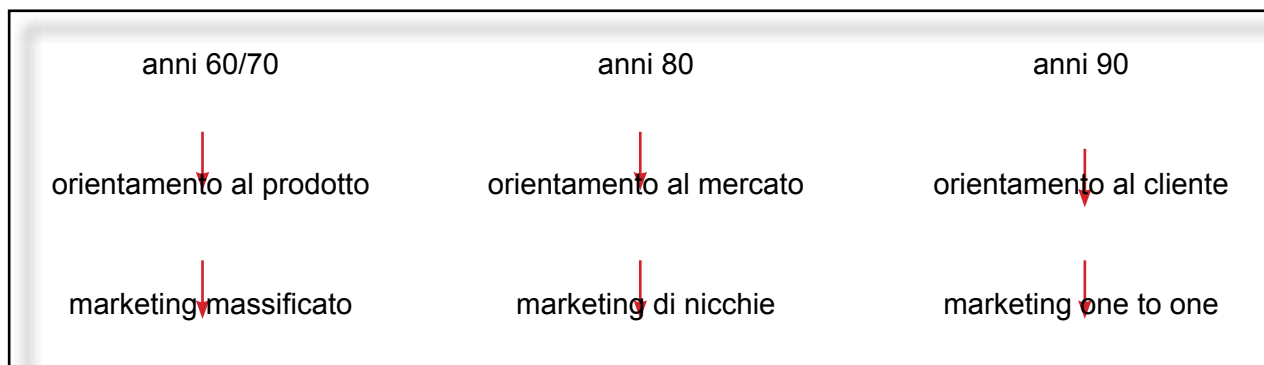 anni 60/70 anni 80 anni 90
orientamento al prodotto orientamento al mercato orientamento al cliente
marketing massificato marketing di nicchie marketing one to one